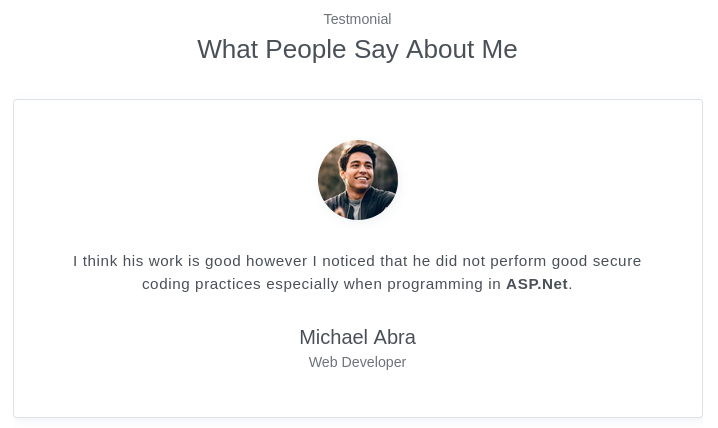 Testmonial
What People Say About Me
I think his work is good however I noticed that he did not perform good secure
coding practices especially when programming in ASP.Net.
Michael Abra
Web Developer